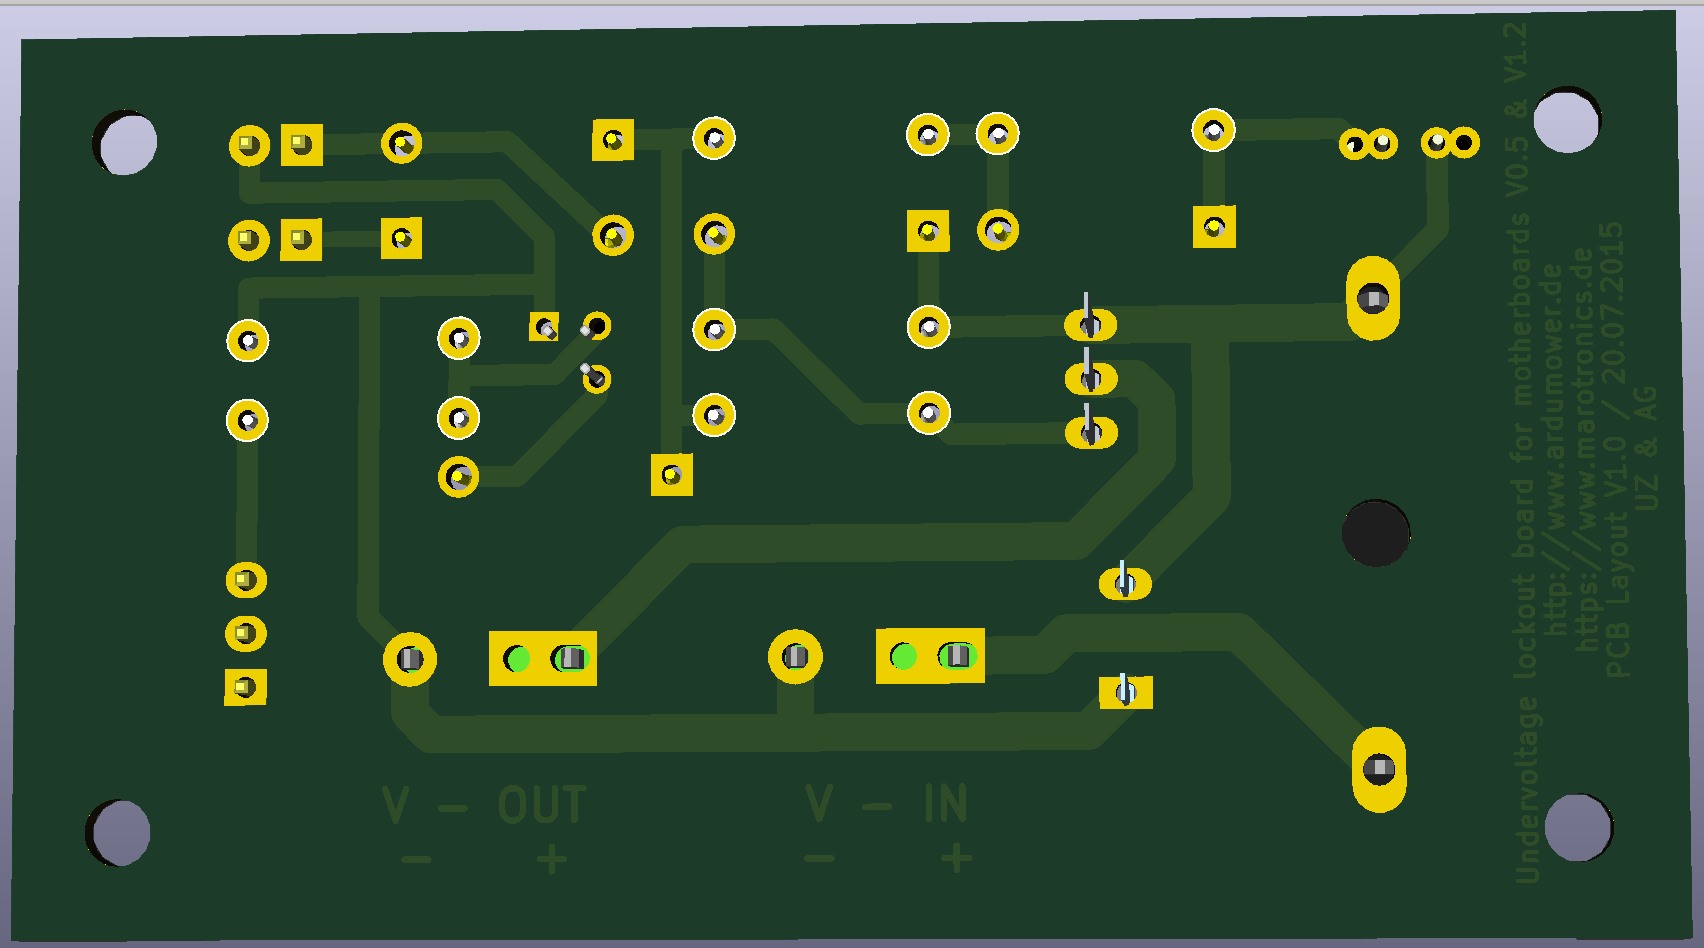 Undervoltage lockout board for motherboards V0.5 & V1.2
http://www.ardumower.de
https://www.marotronics.de
PCB Layout V1.0 / 20.07.2015
UZ & AG
V - OUT
- +
V - IN
- +